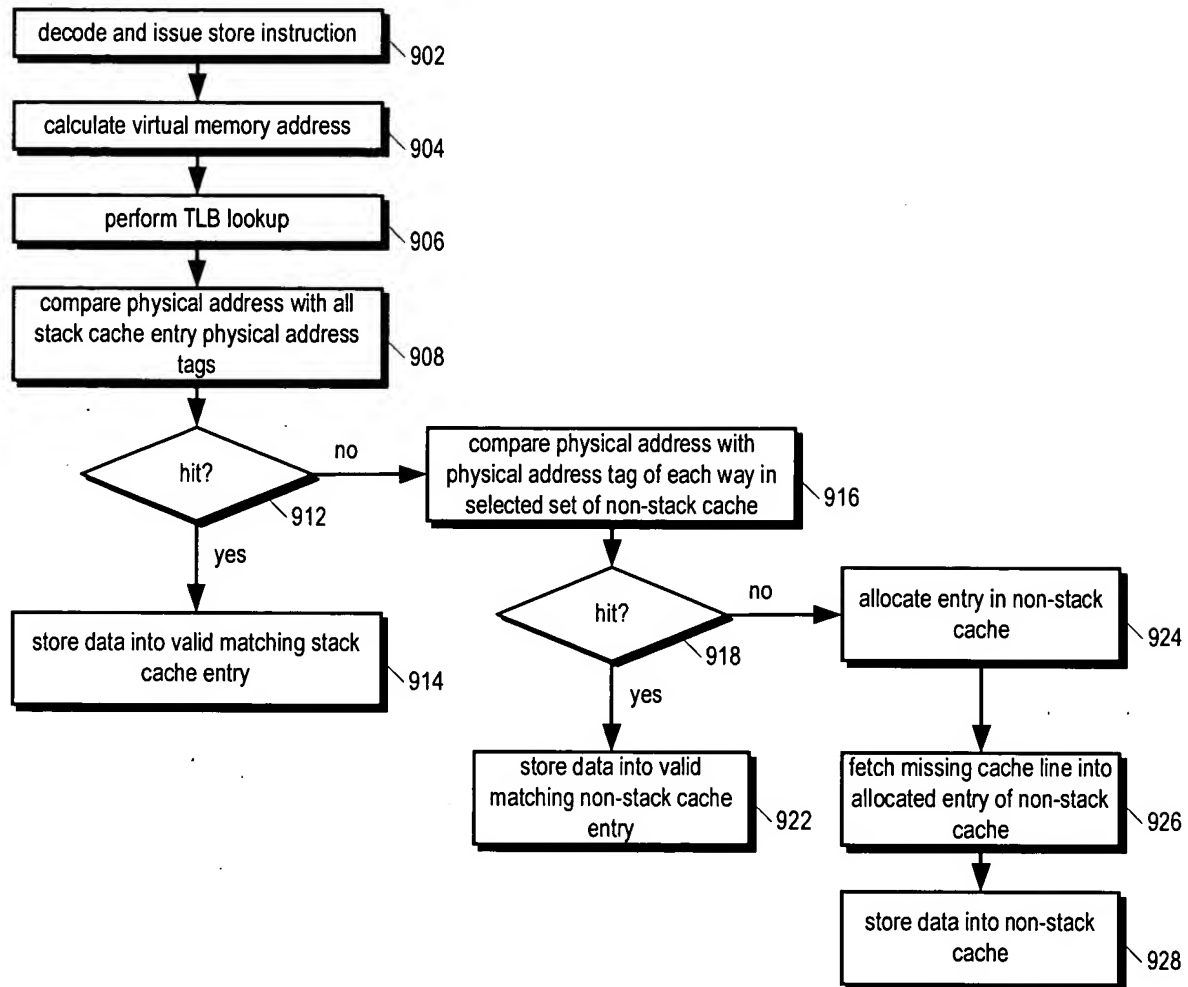 decode and issue store instruction
902
calculate virtual memory address
904
perform TLB lookup
906
compare physical address with all
stack cache entry physical address
tags
908
hit?
912
no
yes
store data into valid matching stack
cache entry
914
compare physical address with
physical address tag of each way in
selected set of non-stack cache
916
hit?
918
no
yes
store data into valid
matching non-stack cache
entry
922
allocate entry in non-stack
cache
924
fetch missing cache line into
allocated entry of non-stack
cache
926
store data into non-stack
cache
928